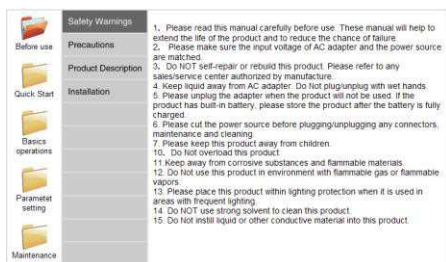 Before use
Quick Start
Basics
operations
Parametet
setting
Maintenance
Safety Warnings
Precautions
Product Description
Installation
1、Please read this manual carefully before use. These manual will help to
extend the life of the product and to reduce the chance of failure.
2、Please make sure the input voltage of AC adapter and the power source
are matched.
3、Do NOT self-repair or rebuild this product. Please refer to any
sales/service center authorized by manufacture.
4. Keep liquid away from AC adapter. Do Not plug/unplug with wet hands.
5. Please unplug the adapter when the product will not be used. If the
product has built-in battery, please store the product after the battery is fully
charged.
6. Please cut the power source before plugging/unplugging any connectors,
maintenance and cleaning.
7. Please keep this product away from children.
10、Do Not overload this product.
11.Keep away from corrosive substances and flammable materials.
12. Do Not use this product in environment with flammable gas or flammable
vapors.
13. Please place this product within lighting protection when it is used in
areas with frequent lighting.
14. Do NOT use strong solvent to clean this product.
15. Do Not instill liquid or other conductive material into this product.